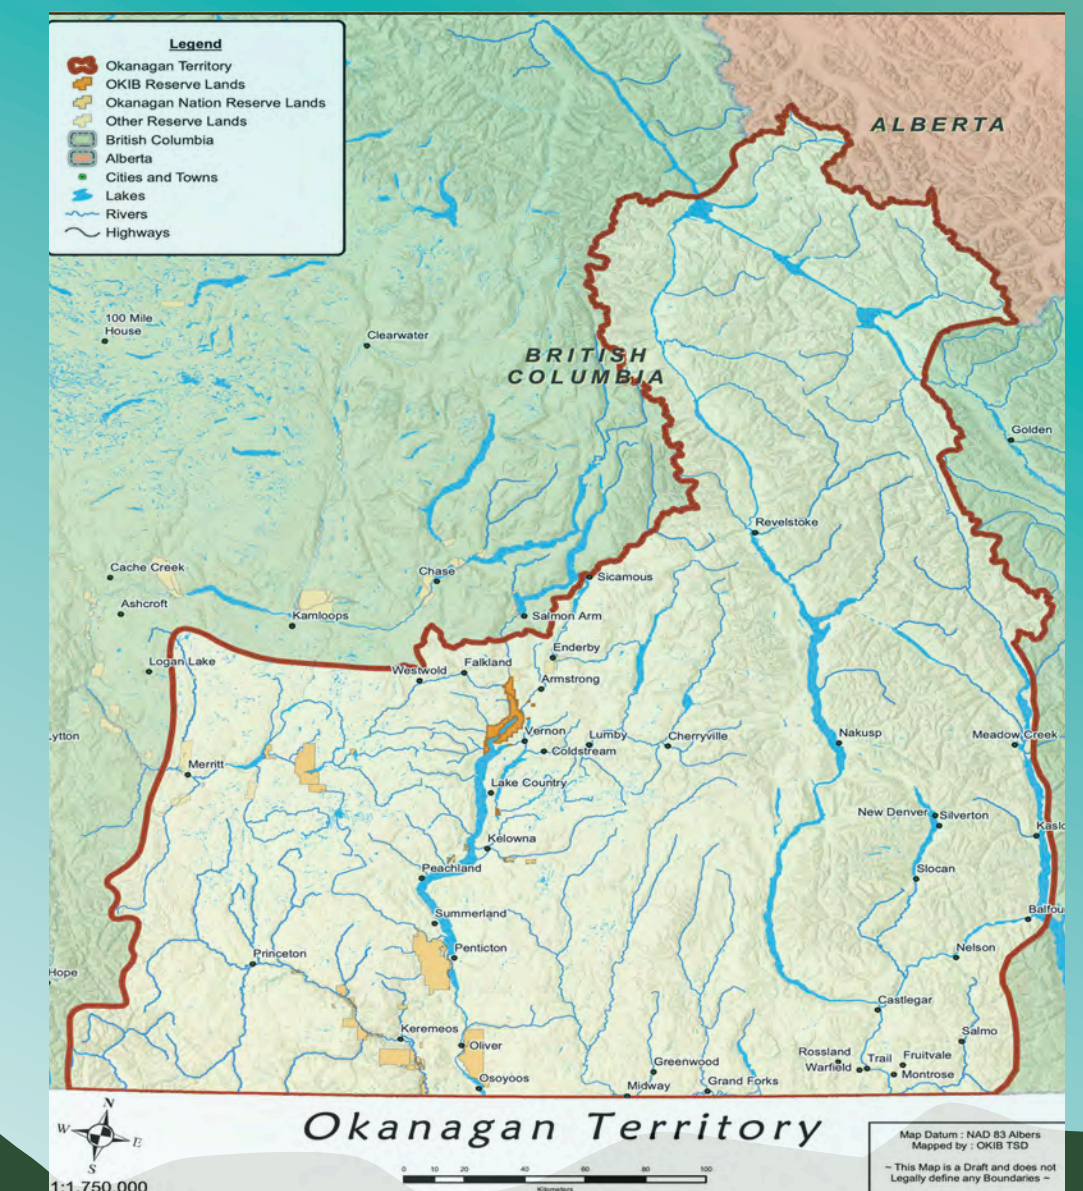 Legend
Okanagan Territory
OKIB Reserve Lands
Okanagan Nation Reserve Lands
Other Reserve Lands
British Columbia
Alberta
Cities and Towns
Lakes
Rivers
Highways
ALBERTA
100 Mile
House
Clearwater
BRITISH
COLUMBIA
Golden
Revelstoke
Cache Creek
Chase
Sicamous
Ashcroft
Kamloops
Salmon Arm
Logan Lake
Westwold
Falkland
Enderby
Armstrong
Lytton
Merritt
Vernon
Coldstream
Lumby
Cherryville
Nakusp
Meadow Creek
Lake Country
New Denver
Silverton
Kaslo
Kelowna
Peachland
Slocan
Summerland
Balfou
Princeton
Penticton
Nelson
Hope
Castlegar
Keremeos
Oliver
Salmo
Osoyoos
Greenwood
Midway
Grand Forks
Rossland
Warfield
Trail
Fruitvale
Montrose
N
W
E
S
1:1,750,000
Okanagan Territory
0 10 20 40 60 80 100
Kilometers
Map Datum : NAD 83 Albers
Mapped by : OKIB TSD
~ This Map is a Draft and does not
Legally define any Boundaries ~